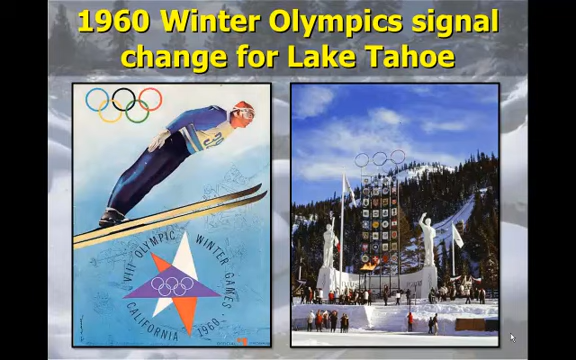 1960 Winter Olympics signal
change for Lake Tahoe
VIII OLYMPIC WINTER GAMES
CALIFORNIA 1960